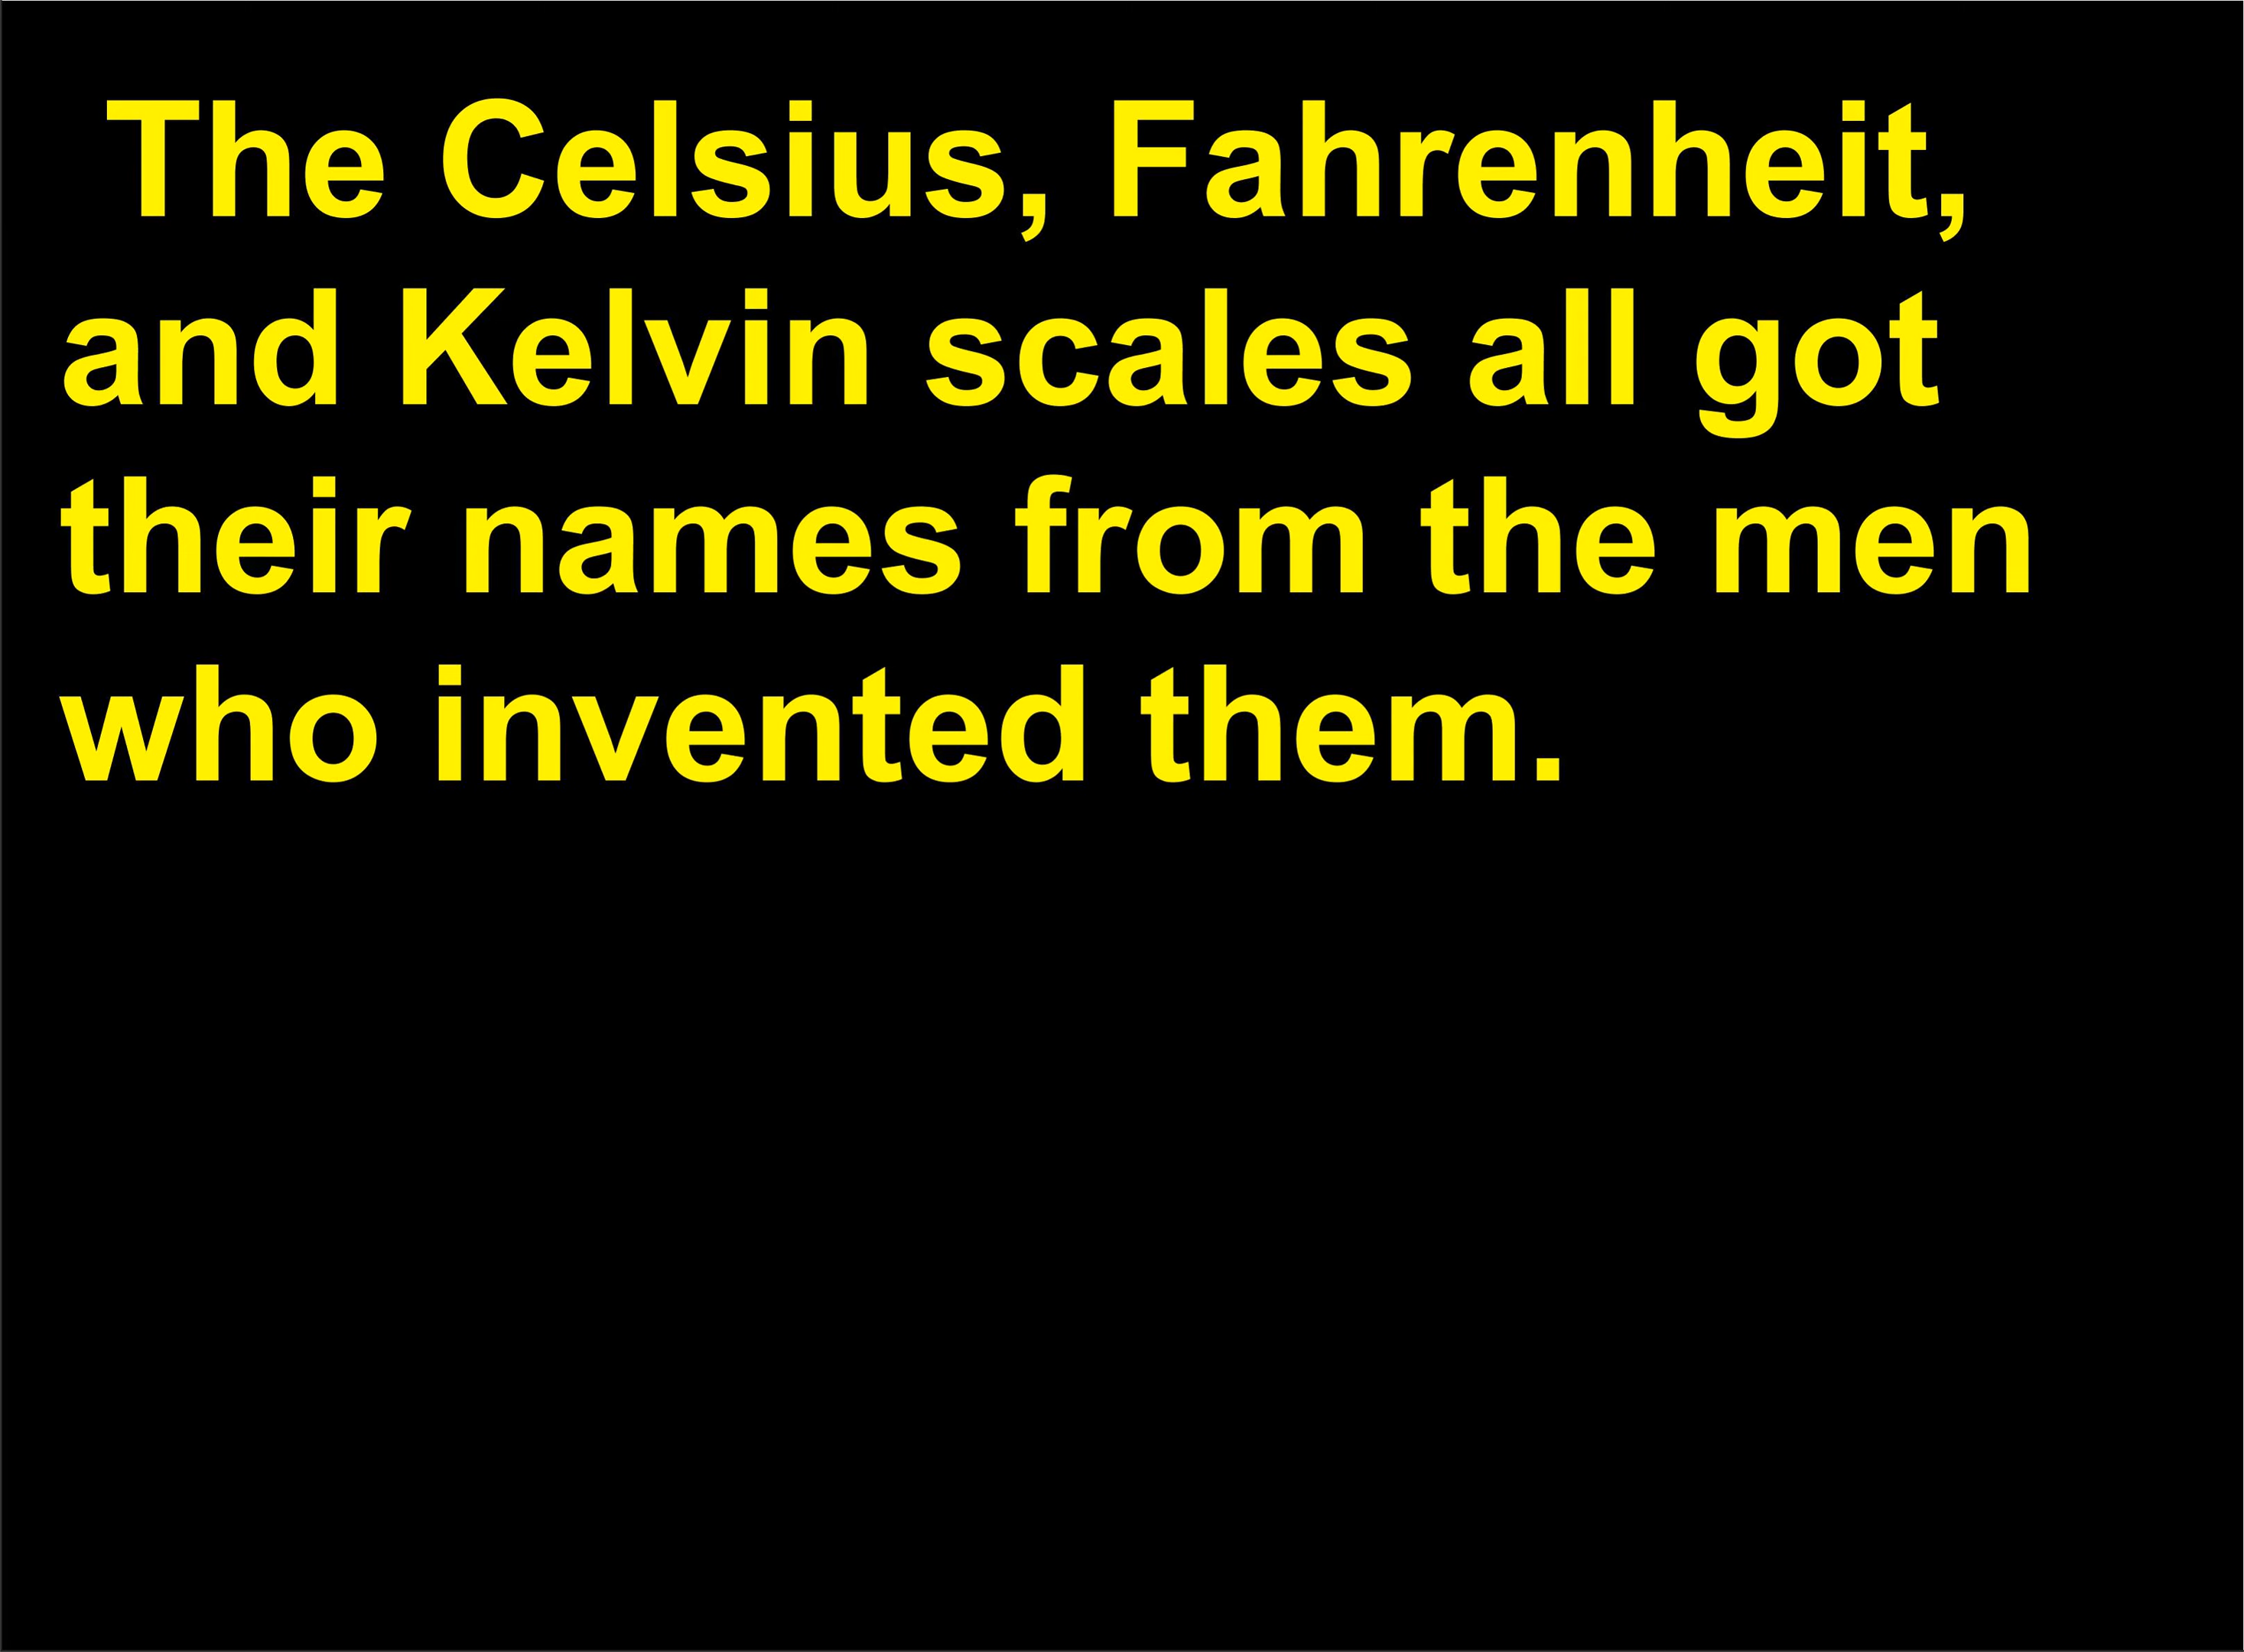 The Celsius, Fahrenheit,
and Kelvin scales all got
their names from the men
who invented them.